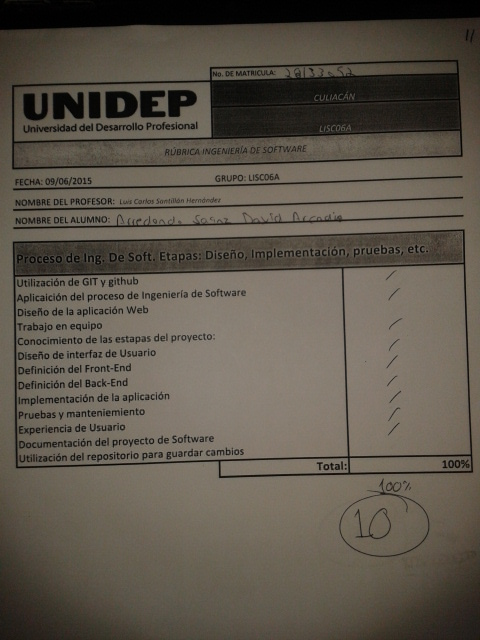 11
No. DE MATRICULA:
UNIDEP
Universidad del Desarrollo Profesional
CULIACÁN
LISC06A
RÚBRICA INGENIERÍA DE SOFTWARE
FECHA: 09/06/2015 GRUPO: LISC06A
NOMBRE DEL PROFESOR: Luis Carlos Santillán Hernández
NOMBRE DEL ALUMNO: Arredondo David Arcadio
Proceso de Ing. De Soft. Etapas: Diseño, Implementación, pruebas, etc.
Utilización de GIT y github
Aplicaición del proceso de Ingeniería de Software
Diseño de la aplicación Web
Trabajo en equipo
Conocimiento de las estapas del proyecto:
Diseño de interfaz de Usuario
Definición del Front-End
Definición del Back-End
Implementación de la aplicación
Pruebas y manteniemiento
Experiencia de Usuario
Documentación del proyecto de Software
Utilización del repositorio para guardar cambios
Total: 100%
100%
10